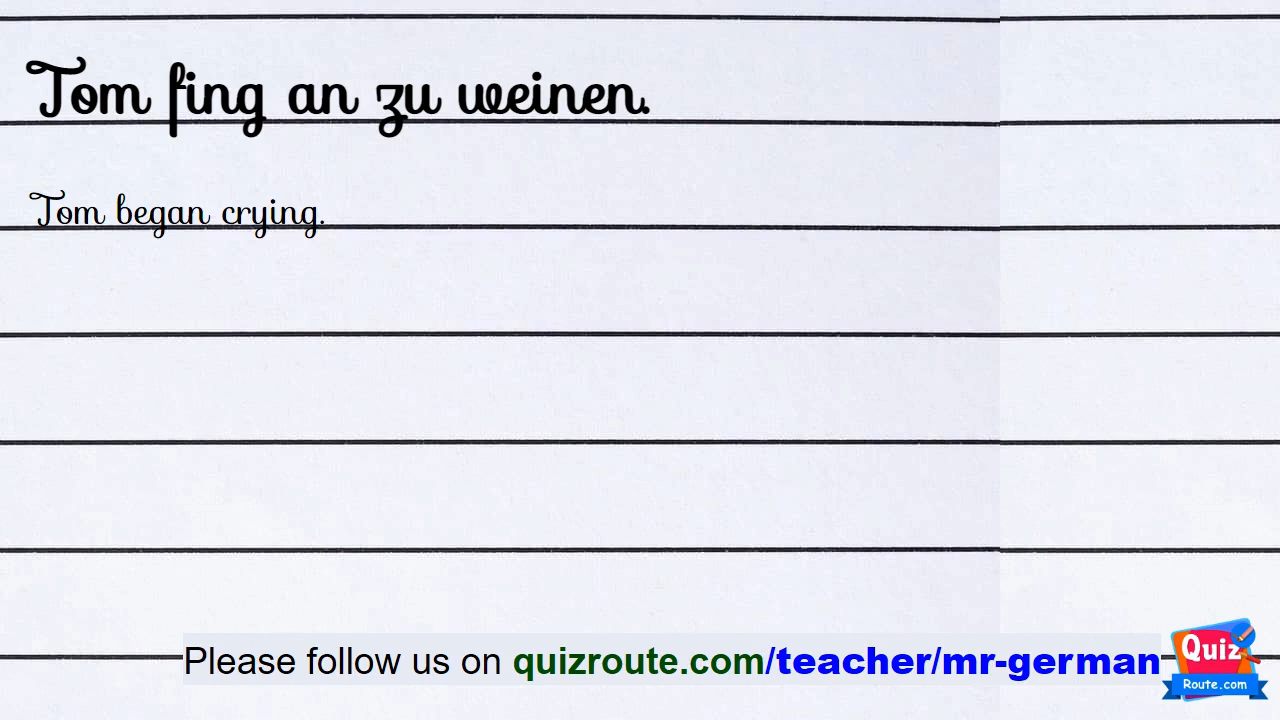 Tom fing an zu weinen.
Tom began crying.
Please follow us on quizroute.com/teacher/mr-german
Quiz
Route.com